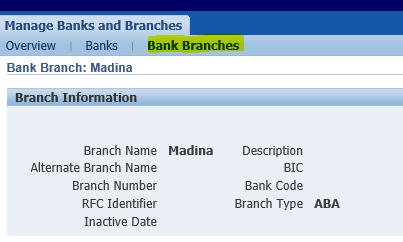 Manage Banks and Branches
Overview | Banks | Bank Branches
Bank Branch: Madina
Branch Information
Branch Name Madina Description
Alternate Branch Name BIC
Branch Number Bank Code
RFC Identifier Branch Type ABA
Inactive Date